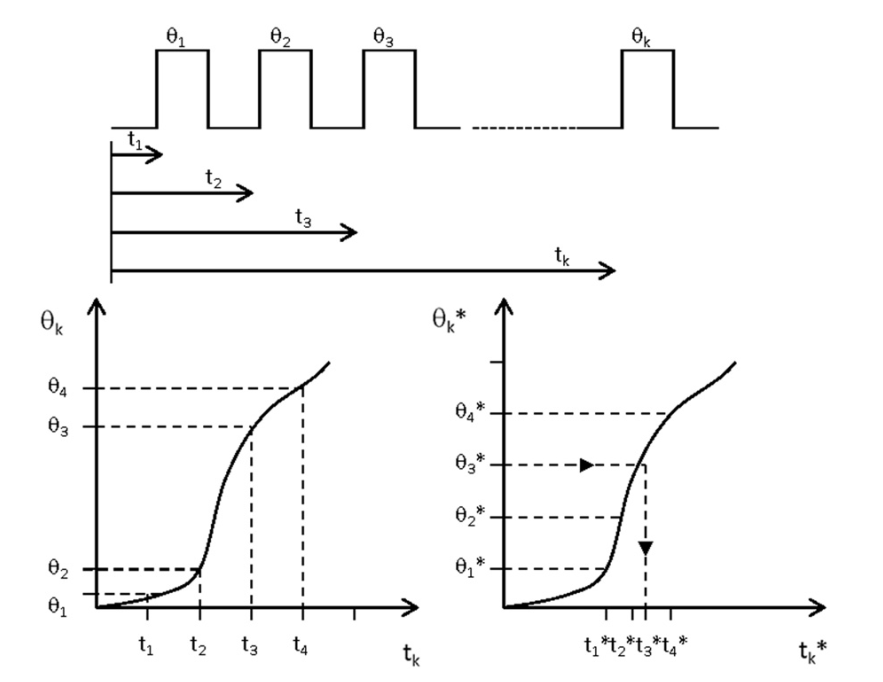 θ1 θ2 θ3 θk
t1
t2
t3
tk
θk
θ4
θ3
θ2
θ1
t1 t2 t3 t4
tk
θk*
θ4*
θ3*
θ2*
θ1*
t1*t2*t3*t4*
tk*